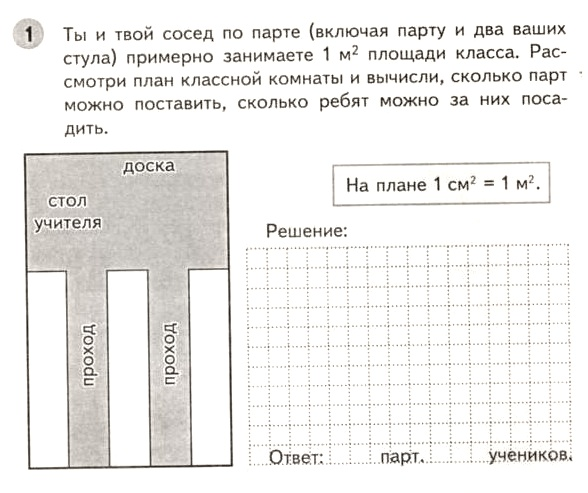 1 Ты и твой сосед по парте (включая парту и два ваших
стула) примерно занимаете 1 м² площади класса. Рас-
смотри план классной комнаты и вычисли, сколько парт
можно поставить, сколько ребят можно за них поса-
дить.
доска
На плане 1 см² = 1 м².
стол
учителя
Решение:
проход
проход
Ответ: парт. учеников.